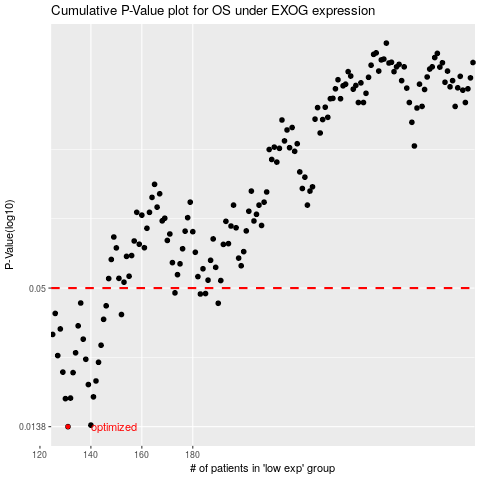 Cumulative P-Value plot for OS under EXOG expression
P-Value(log10)
0.05
0.0138
optimized
120 140 160 180
# of patients in 'low exp' group